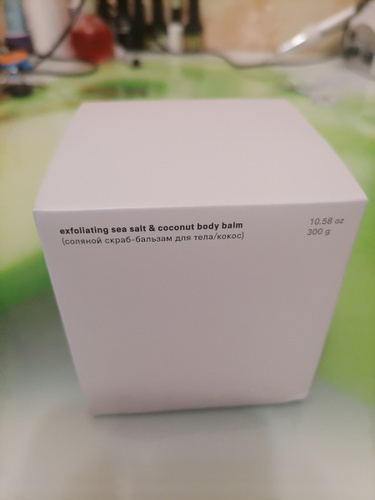 exfoliating sea salt & coconut body balm
(соляной скраб-бальзам для тела/кокос)
10.58 oz
300 g